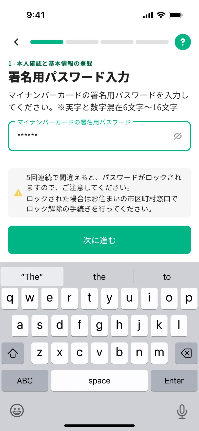 9:41
?
1. 本人確認と基本情報の登録
署名用パスワード入力
マイナンバーカードの署名用パスワードを入力し
てください。※英字と数字混在6文字〜16文字
マイナンバーカードの署名用パスワード
••••••
5回連続で間違えると、パスワードがロックされ
ますので、ご注意してください。
ロックされた場合はお住まいの市区町村窓口で
ロック解除の手続きを行ってください。
次に進む
"The" the to
q w e r t y u i o p
a s d f g h j k l
z x c v b n m
ABC space Enter